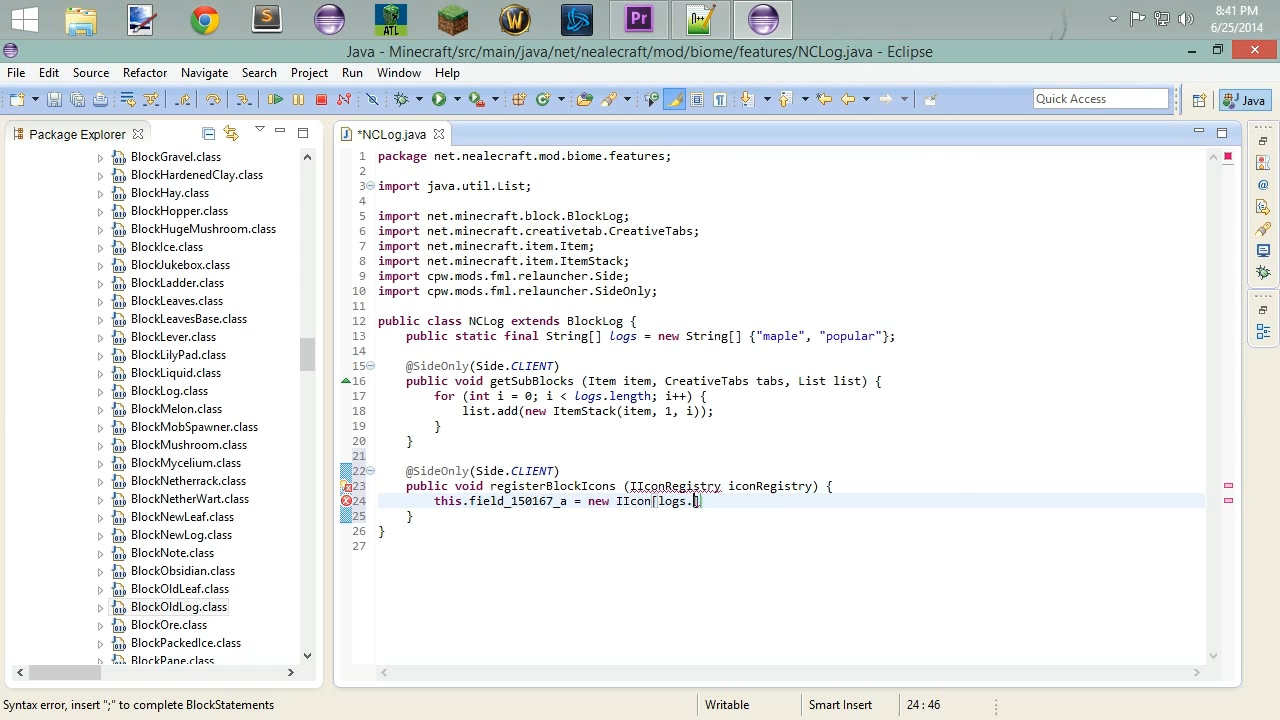 8:41 PM
6/25/2014
ATL
Pr
Java - Minecraft/src/main/java/net/nealecraft/mod/biome/features/NCLog.java - Eclipse
File Edit Source Refactor Navigate Search Project Run Window Help
Quick Access
Java
Package Explorer
BlockGravel.class
BlockHardenedClay.class
BlockHay.class
BlockHopper.class
BlockHugeMushroom.class
BlockIce.class
BlockJukebox.class
BlockLadder.class
BlockLeaves.class
BlockLeavesBase.class
BlockLever.class
BlockLilyPad.class
BlockLiquid.class
BlockLog.class
BlockMelon.class
BlockMobSpawner.class
BlockMushroom.class
BlockMycelium.class
BlockNetherrack.class
BlockNetherWart.class
BlockNewLeaf.class
BlockNewLog.class
BlockNote.class
BlockObsidian.class
BlockOldLeaf.class
BlockOldLog.class
BlockOre.class
BlockPackedIce.class
BlockPane.class
*NCLog.java
1 package net.nealecraft.mod.biome.features;
2
3 import java.util.List;
4
5 import net.minecraft.block.BlockLog;
6 import net.minecraft.creativetab.CreativeTabs;
7 import net.minecraft.item.Item;
8 import net.minecraft.item.ItemStack;
9 import cpw.mods.fml.relauncher.Side;
10 import cpw.mods.fml.relauncher.SideOnly;
11
12 public class NCLog extends BlockLog {
13 public static final String[] logs = new String[] {"maple", "popular"};
14
15 @SideOnly(Side.CLIENT)
16 public void getSubBlocks (Item item, CreativeTabs tabs, List list) {
17 for (int i = 0; i < logs.length; i++) {
18 list.add(new ItemStack(item, 1, i));
19 }
20 }
21
22 @SideOnly(Side.CLIENT)
23 public void registerBlockIcons (IIconRegistry iconRegistry) {
24 this.field_150167_a = new IIcon[logs.]
25 }
26 }
27
Syntax error, insert ";" to complete BlockStatements
Writable
Smart Insert
24 : 46